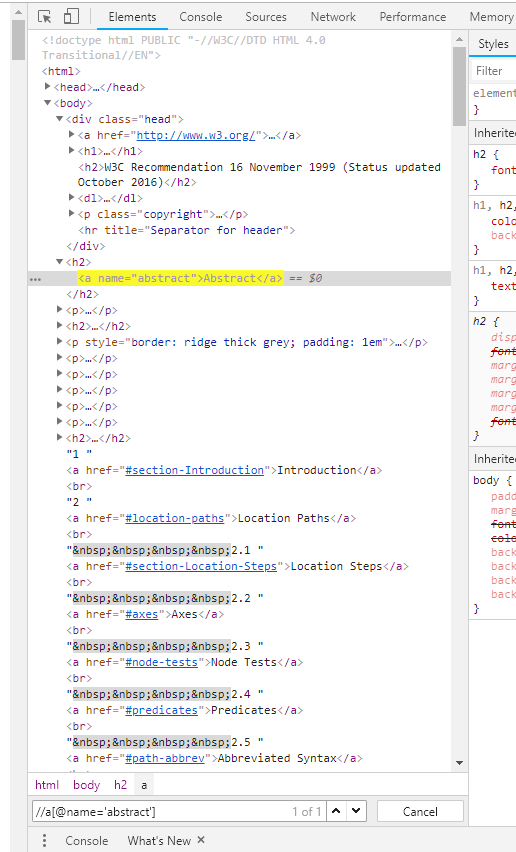 Elements Console Sources Network Performance Memory
<!doctype html PUBLIC "-//W3C//DTD HTML 4.0
Transitional//EN">
<html>
▶<head>…</head>
▼<body>
▼<div class="head">
▶<a href="http://www.w3.org/">…</a>
▶<h1>…</h1>
<h2>W3C Recommendation 16 November 1999 (Status updated
October 2016)</h2>
▶<dl>…</dl>
▶<p class="copyright">…</p>
<hr title="Separator for header">
</div>
▼<h2>
… <a name="abstract">Abstract</a> == $0
</h2>
▶<p>…</p>
▶<h2>…</h2>
▶<p style="border: ridge thick grey; padding: 1em">…</p>
▶<p>…</p>
▶<p>…</p>
▶<p>…</p>
▶<p>…</p>
▶<p>…</p>
▶<h2>…</h2>
"1 "
<a href="#section-Introduction">Introduction</a>
<br>
"2 "
<a href="#location-paths">Location Paths</a>
<br>
"&nbsp;&nbsp;&nbsp;&nbsp;2.1 "
<a href="#section-Location-Steps">Location Steps</a>
<br>
"&nbsp;&nbsp;&nbsp;&nbsp;2.2 "
<a href="#axes">Axes</a>
<br>
"&nbsp;&nbsp;&nbsp;&nbsp;2.3 "
<a href="#node-tests">Node Tests</a>
<br>
"&nbsp;&nbsp;&nbsp;&nbsp;2.4 "
<a href="#predicates">Predicates</a>
<br>
"&nbsp;&nbsp;&nbsp;&nbsp;2.5 "
<a href="#path-abbrev">Abbreviated Syntax</a>
html body h2 a
//a[@name='abstract'] 1 of 1 Cancel
Console What's New ×
Styles
Filter
element
}
Inherited
h2 {
font
}
h1, h2,
colo
back
}
h1, h2,
text
}
h2 {
disp
font
marg
marg
marg
marg
font
}
Inherited
body {
padd
marg
font
colo
back
back
back
back
}